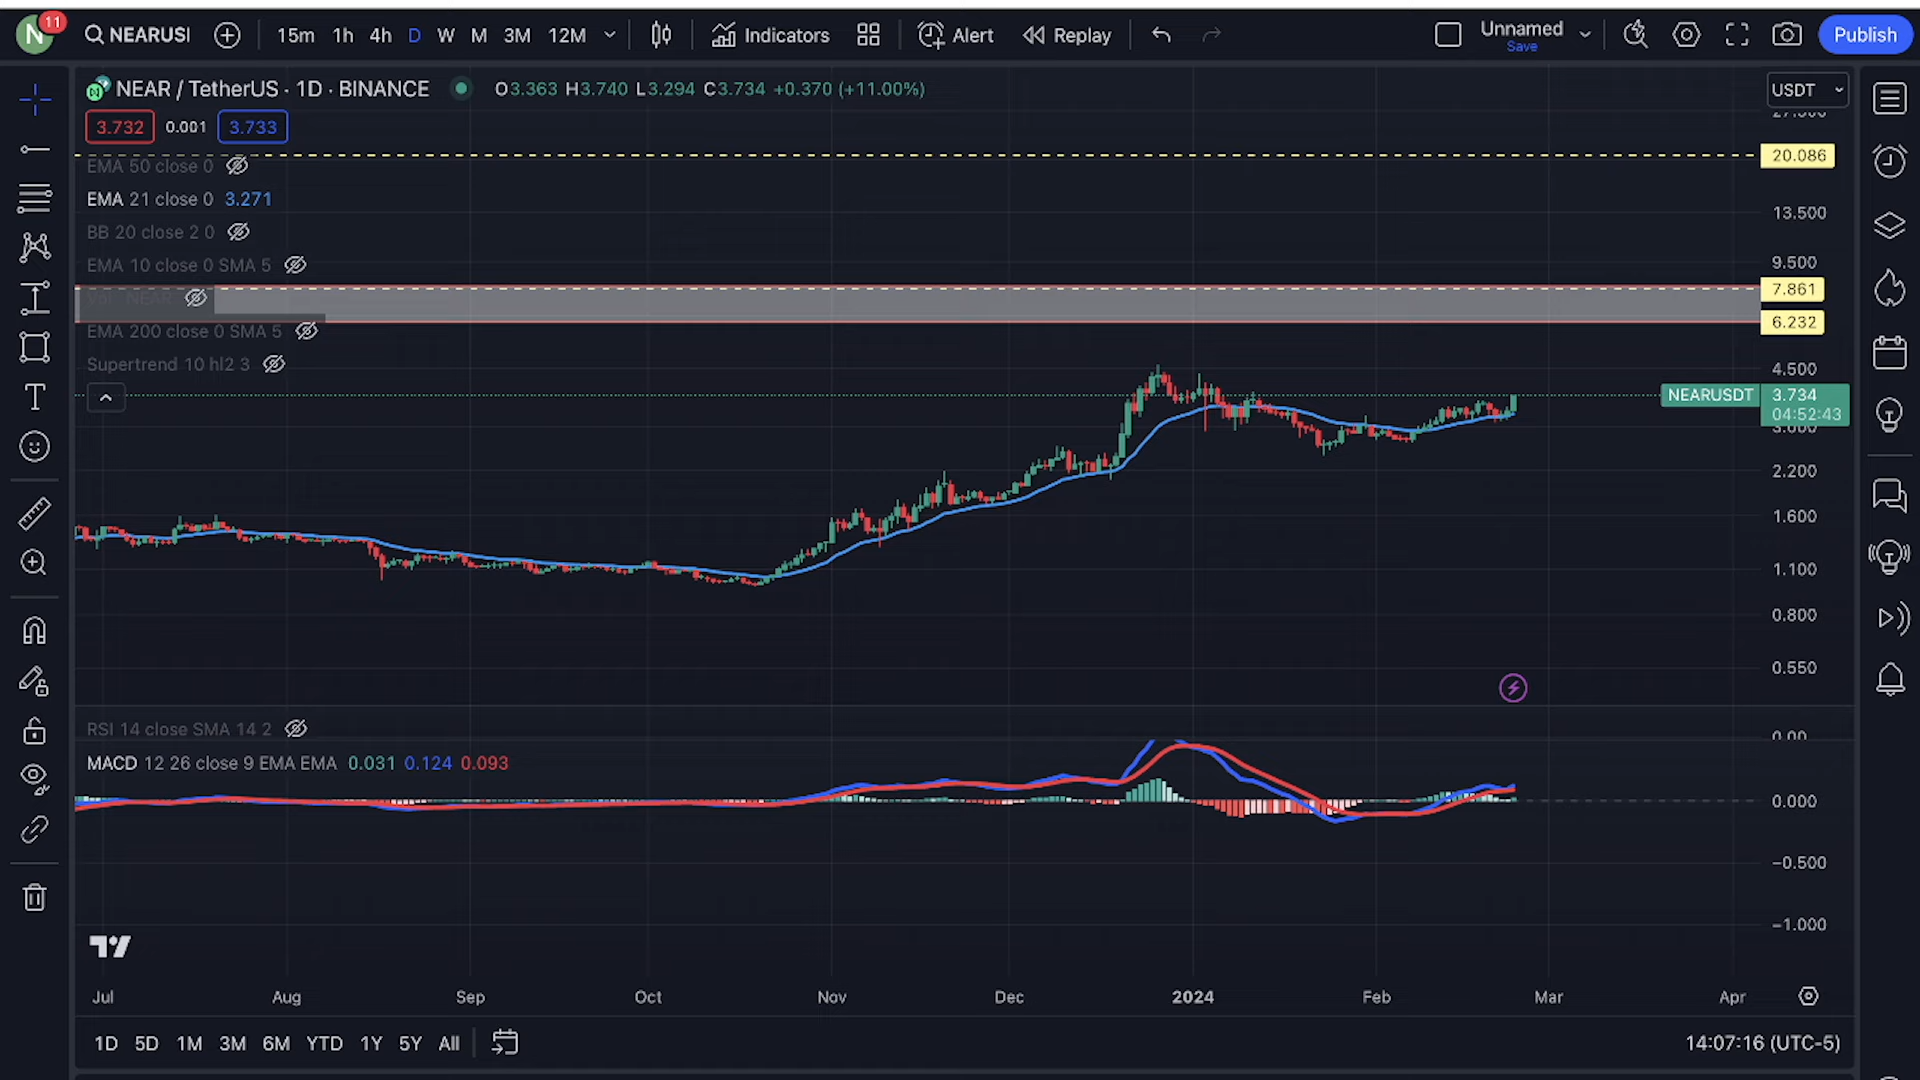 N 11 NEARUSI 15m 1h 4h D W M 3M 12M Indicators Alert Replay Unnamed Save Publish
NEAR / TetherUS · 1D · BINANCE O3.363 H3.740 L3.294 C3.734 +0.370 (+11.00%)
USDT
3.732 0.001 3.733
20.086
EMA 50 close 0
EMA 21 close 0 3.271
13.500
BB 20 close 2 0
EMA 10 close 0 SMA 5
9.500
7.861
Vol · NEAR
6.232
EMA 200 close 0 SMA 5
Supertrend 10 hl2 3
4.500
NEARUSDT 3.734
04:52:43
2.200
1.600
1.100
0.800
0.550
RSI 14 close SMA 14 2
MACD 12 26 close 9 EMA EMA 0.031 0.124 0.093
0.000
−0.500
−1.000
Jul Aug Sep Oct Nov Dec 2024 Feb Mar Apr
1D 5D 1M 3M 6M YTD 1Y 5Y All
14:07:16 (UTC-5)